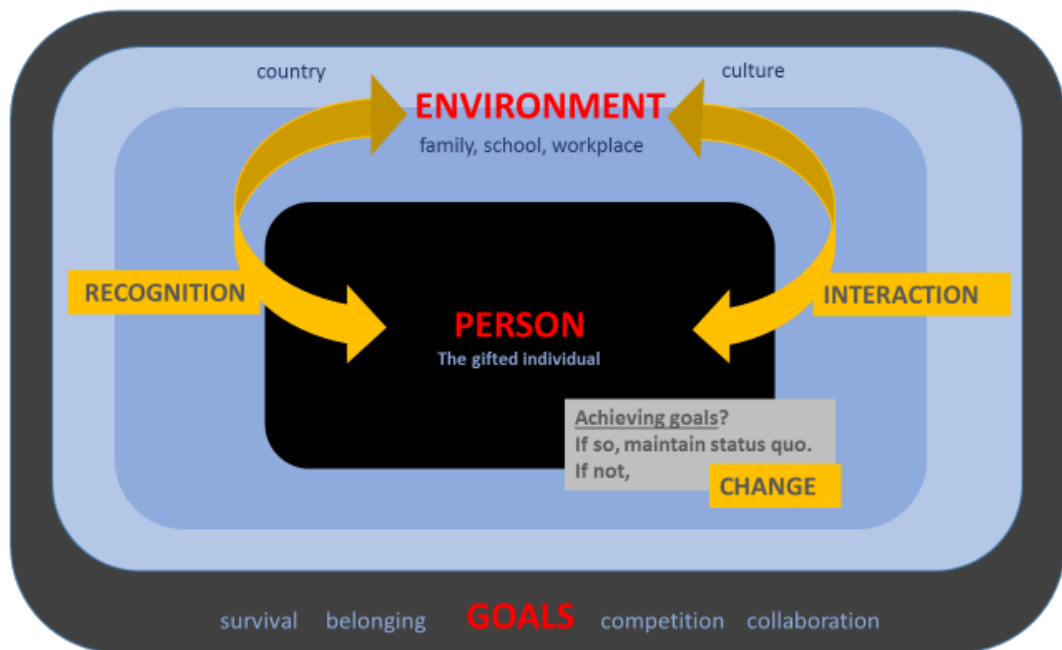 country
culture
ENVIRONMENT
family, school, workplace
RECOGNITION
INTERACTION
PERSON
The gifted individual
Achieving goals?
If so, maintain status quo.
If not,
CHANGE
survival belonging GOALS competition collaboration